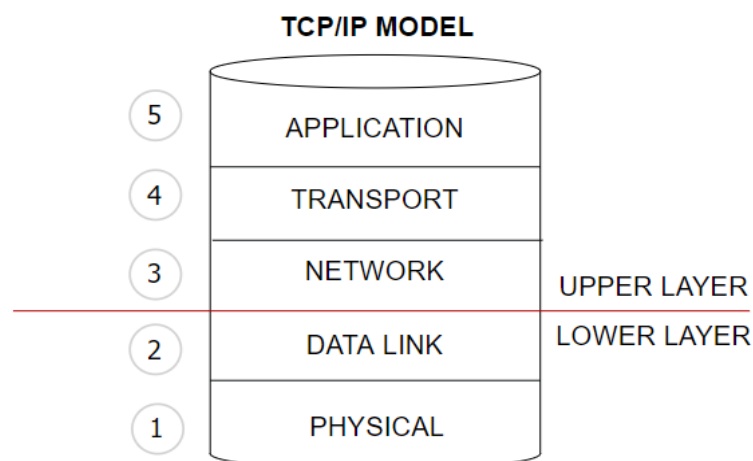 TCP/IP MODEL
5
APPLICATION
4
TRANSPORT
3
NETWORK
UPPER LAYER
LOWER LAYER
2
DATA LINK
1
PHYSICAL